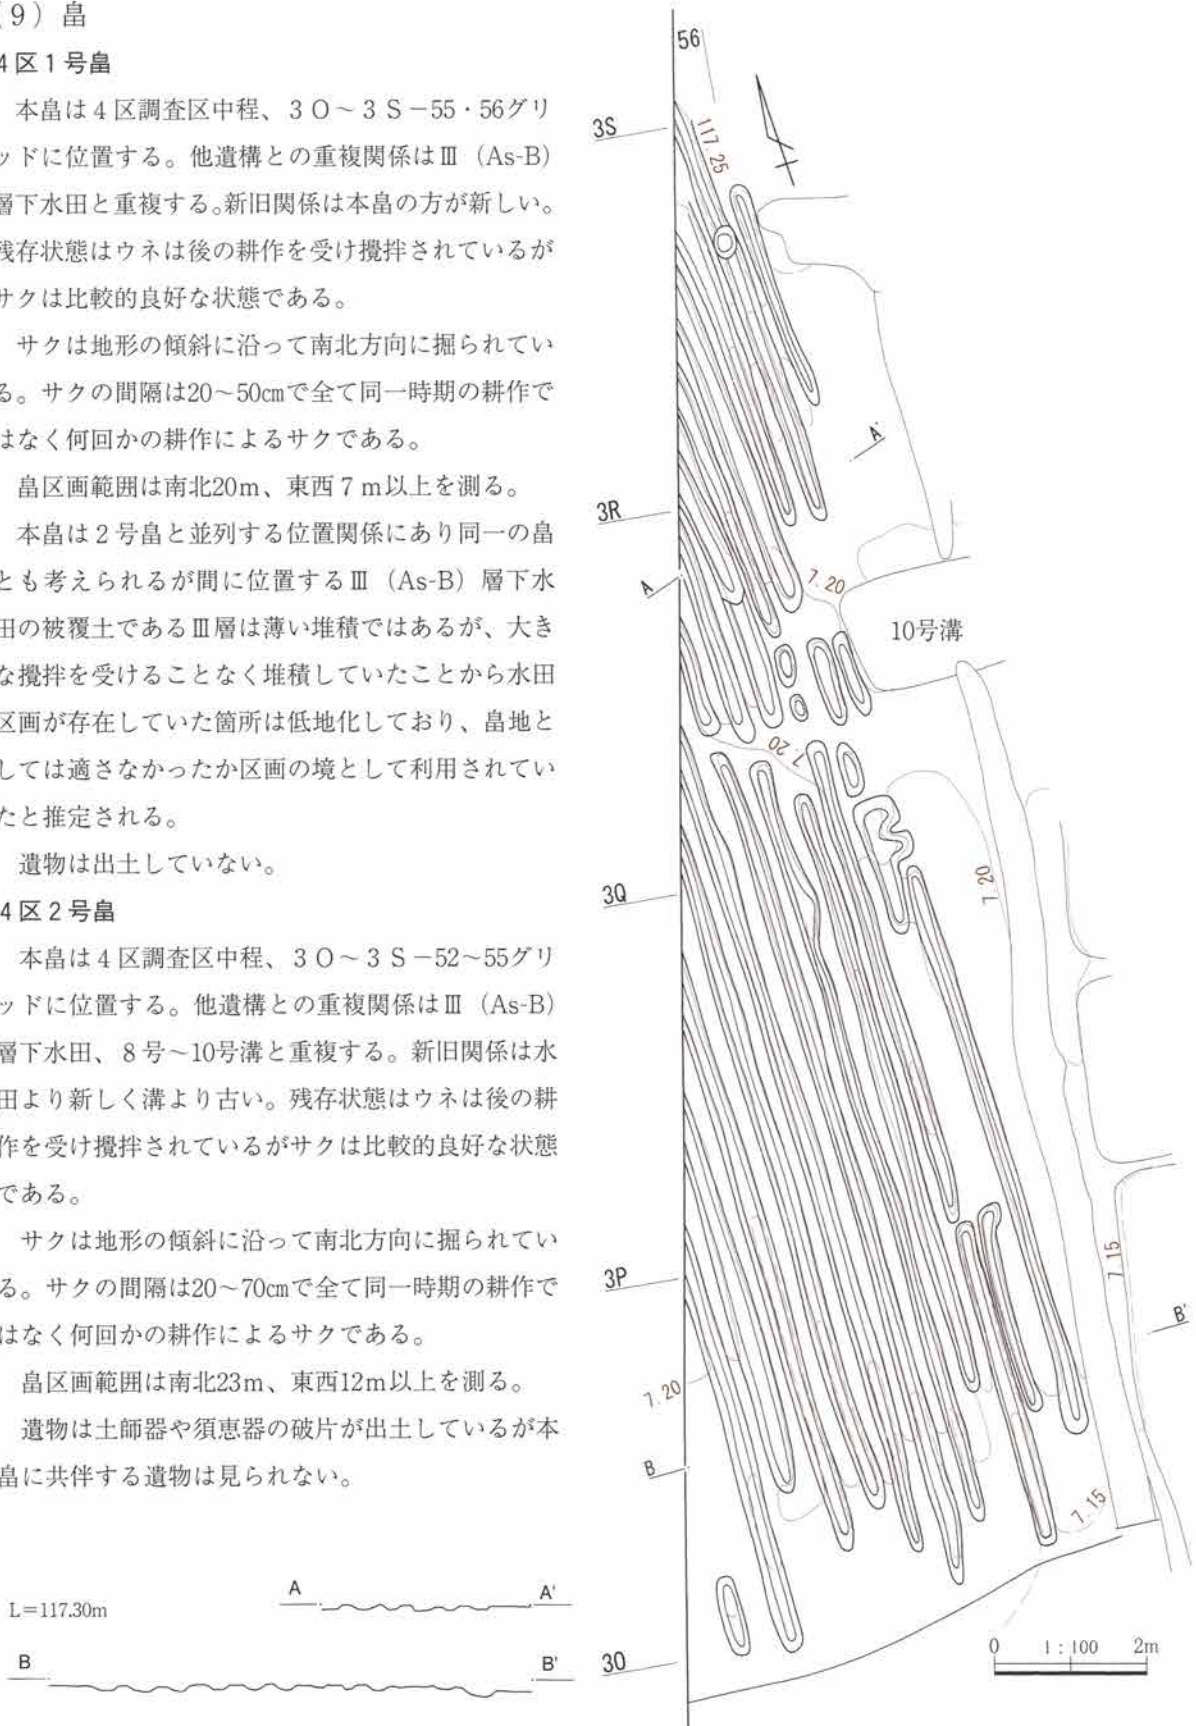 (9) 畠
4区1号畠
本畠は4区調査区中程、3O～3S－55・56グリ
ッドに位置する。他遺構との重複関係はⅢ（As-B）
層下水田と重複する。新旧関係は本畠の方が新しい。
残存状態はウネは後の耕作を受け攪拌されているが
サクは比較的良好な状態である。
サクは地形の傾斜に沿って南北方向に掘られてい
る。サクの間隔は20～50㎝で全て同一時期の耕作で
はなく何回かの耕作によるサクである。
畠区画範囲は南北20m、東西7m以上を測る。
本畠は2号畠と並列する位置関係にあり同一の畠
とも考えられるが間に位置するⅢ（As-B）層下水
田の被覆土であるⅢ層は薄い堆積ではあるが、大き
な攪拌を受けることなく堆積していたことから水田
区画が存在していた箇所は低地化しており、畠地と
しては適さなかったか区画の境として利用されてい
たと推定される。
遺物は出土していない。
4区2号畠
本畠は4区調査区中程、3O～3S－52～55グリ
ッドに位置する。他遺構との重複関係はⅢ（As-B）
層下水田、8号～10号溝と重複する。新旧関係は水
田より新しく溝より古い。残存状態はウネは後の耕
作を受け攪拌されているがサクは比較的良好な状態
である。
サクは地形の傾斜に沿って南北方向に掘られてい
る。サクの間隔は20～70㎝で全て同一時期の耕作で
はなく何回かの耕作によるサクである。
畠区画範囲は南北23m、東西12m以上を測る。
遺物は土師器や須恵器の破片が出土しているが本
畠に共伴する遺物は見られない。
L=117.30m
A A'
B B'
56
3S
117.25
A'
3R
A
7.20
10号溝
7.20
3Q
7.20
3P
7.15
B'
7.20
B
7.15
3O
0 1:100 2m